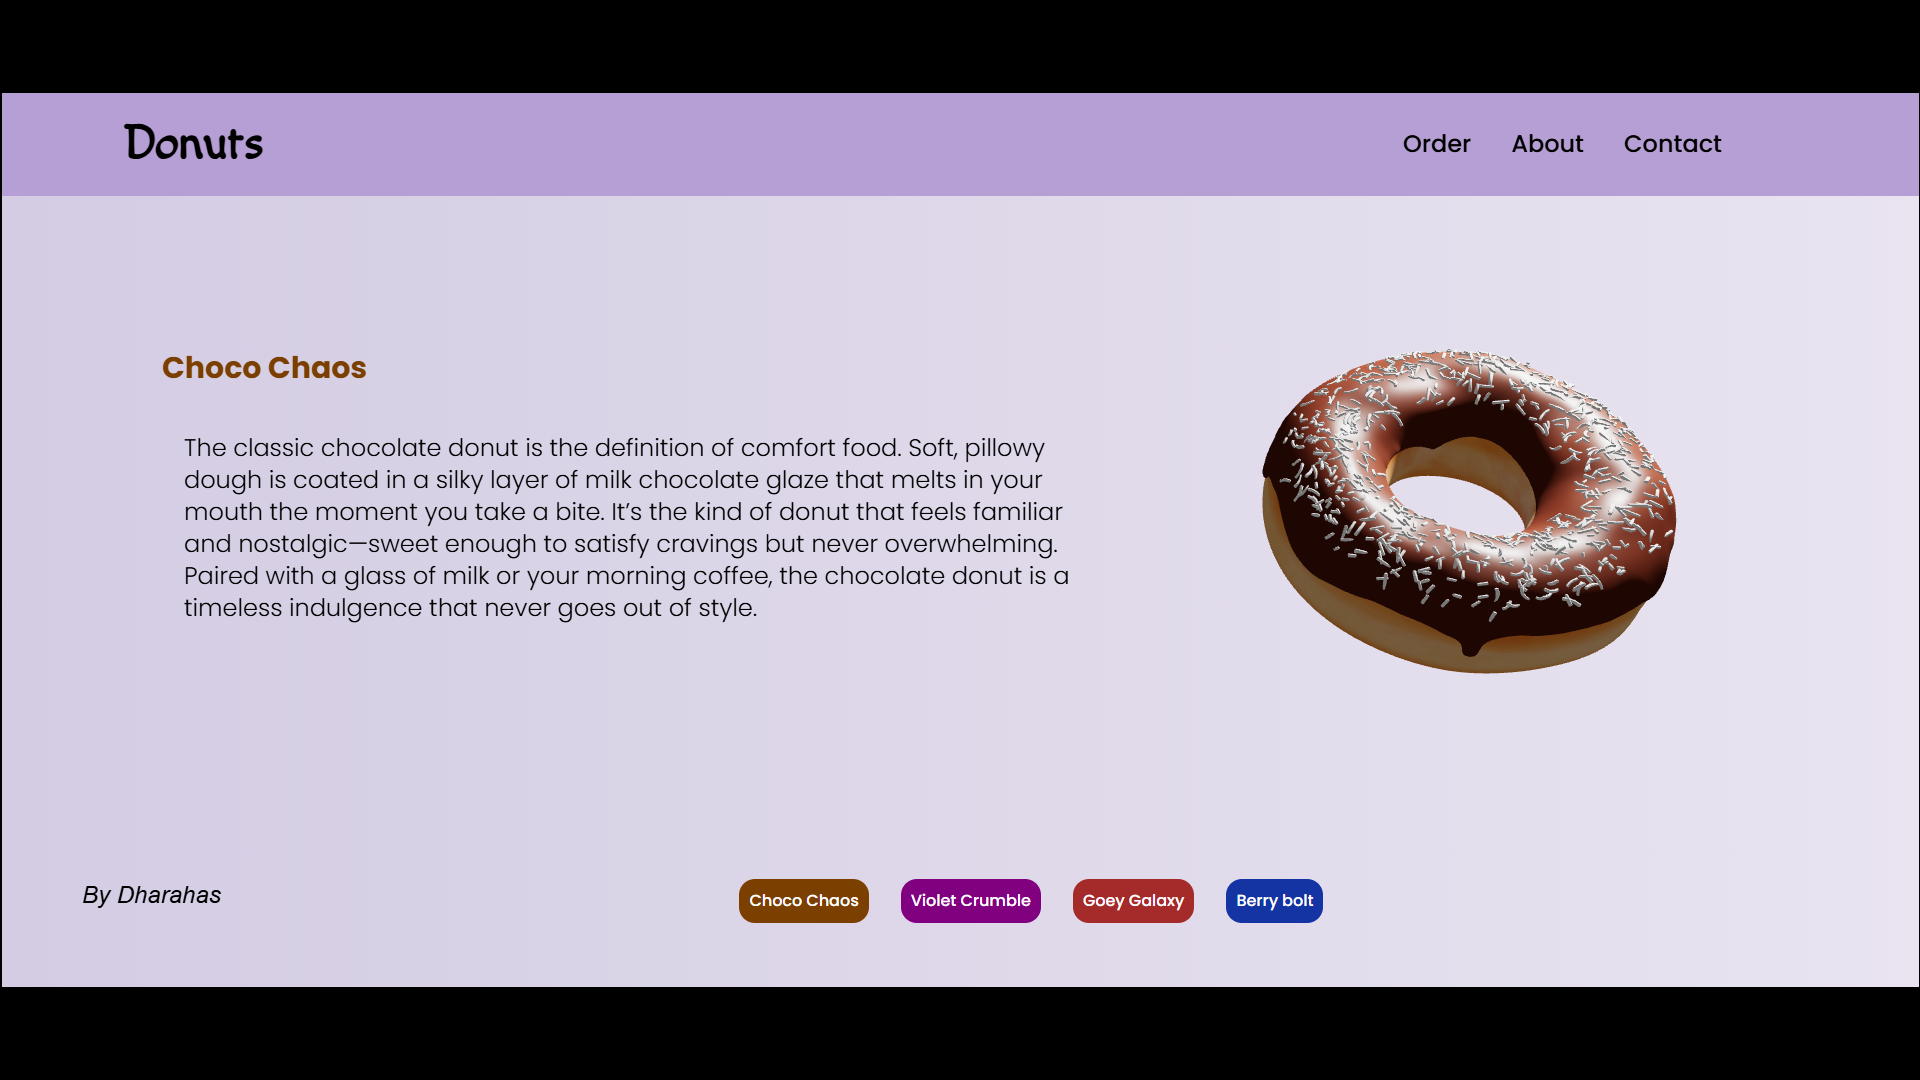 Donuts
Order
About
Contact
Choco Chaos
The classic chocolate donut is the definition of comfort food. Soft, pillowy
dough is coated in a silky layer of milk chocolate glaze that melts in your
mouth the moment you take a bite. It’s the kind of donut that feels familiar
and nostalgic—sweet enough to satisfy cravings but never overwhelming.
Paired with a glass of milk or your morning coffee, the chocolate donut is a
timeless indulgence that never goes out of style.
By Dharahas
Choco Chaos
Violet Crumble
Goey Galaxy
Berry bolt